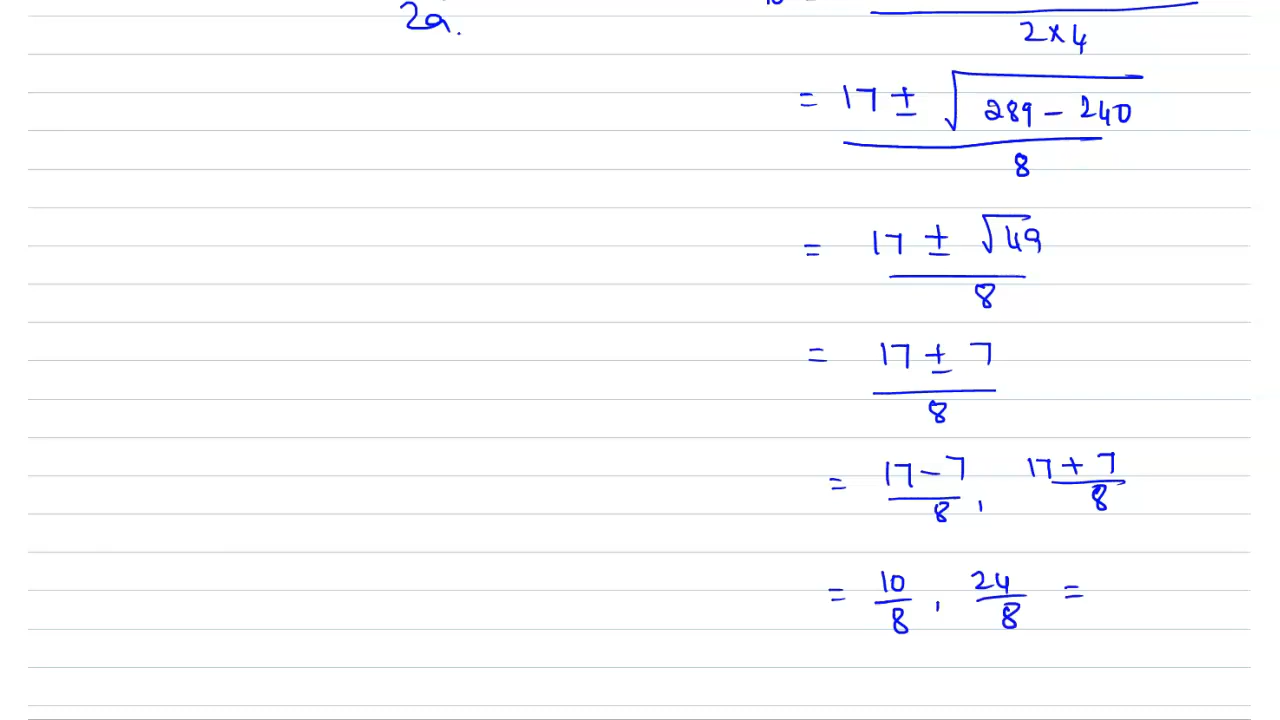 2a.
2×4
= 17 ± √289 - 240
8
= 17 ± √49
8
= 17 ± 7
8
= 17-7 , 17+7
8 8
= 10/8 , 24/8 =